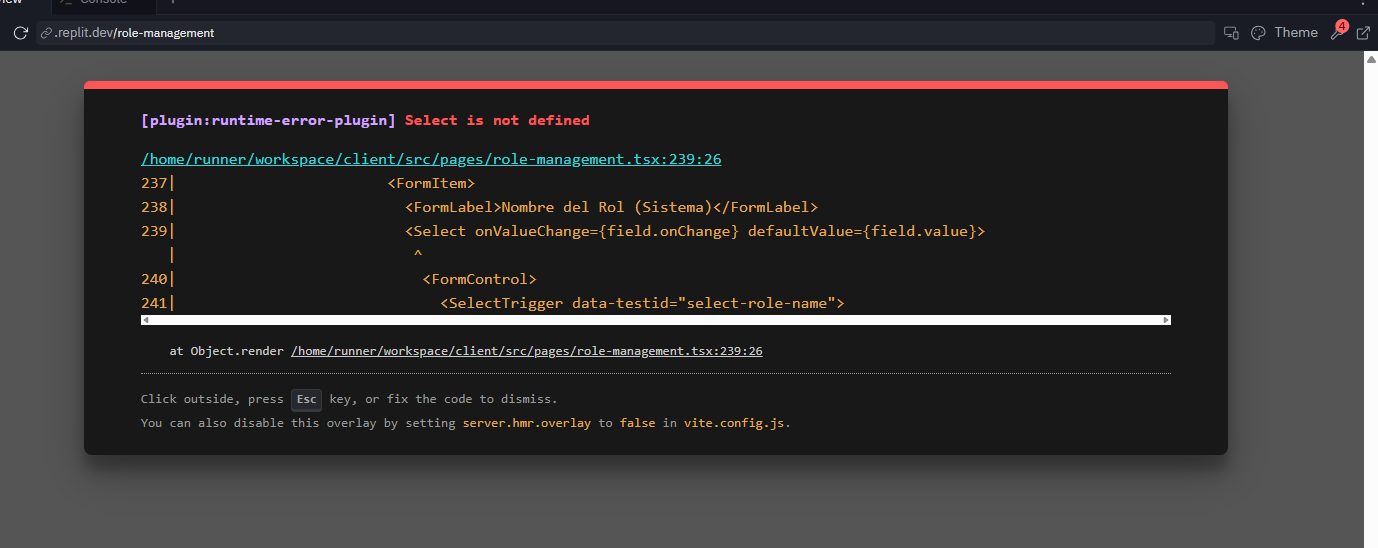 Console
.replit.dev/role-management
Theme
4
[plugin:runtime-error-plugin] Select is not defined
/home/runner/workspace/client/src/pages/role-management.tsx:239:26
237| <FormItem>
238| <FormLabel>Nombre del Rol (Sistema)</FormLabel>
239| <Select onValueChange={field.onChange} defaultValue={field.value}>
| ^
240| <FormControl>
241| <SelectTrigger data-testid="select-role-name">
at Object.render /home/runner/workspace/client/src/pages/role-management.tsx:239:26
Click outside, press Esc key, or fix the code to dismiss.
You can also disable this overlay by setting server.hmr.overlay to false in vite.config.js.